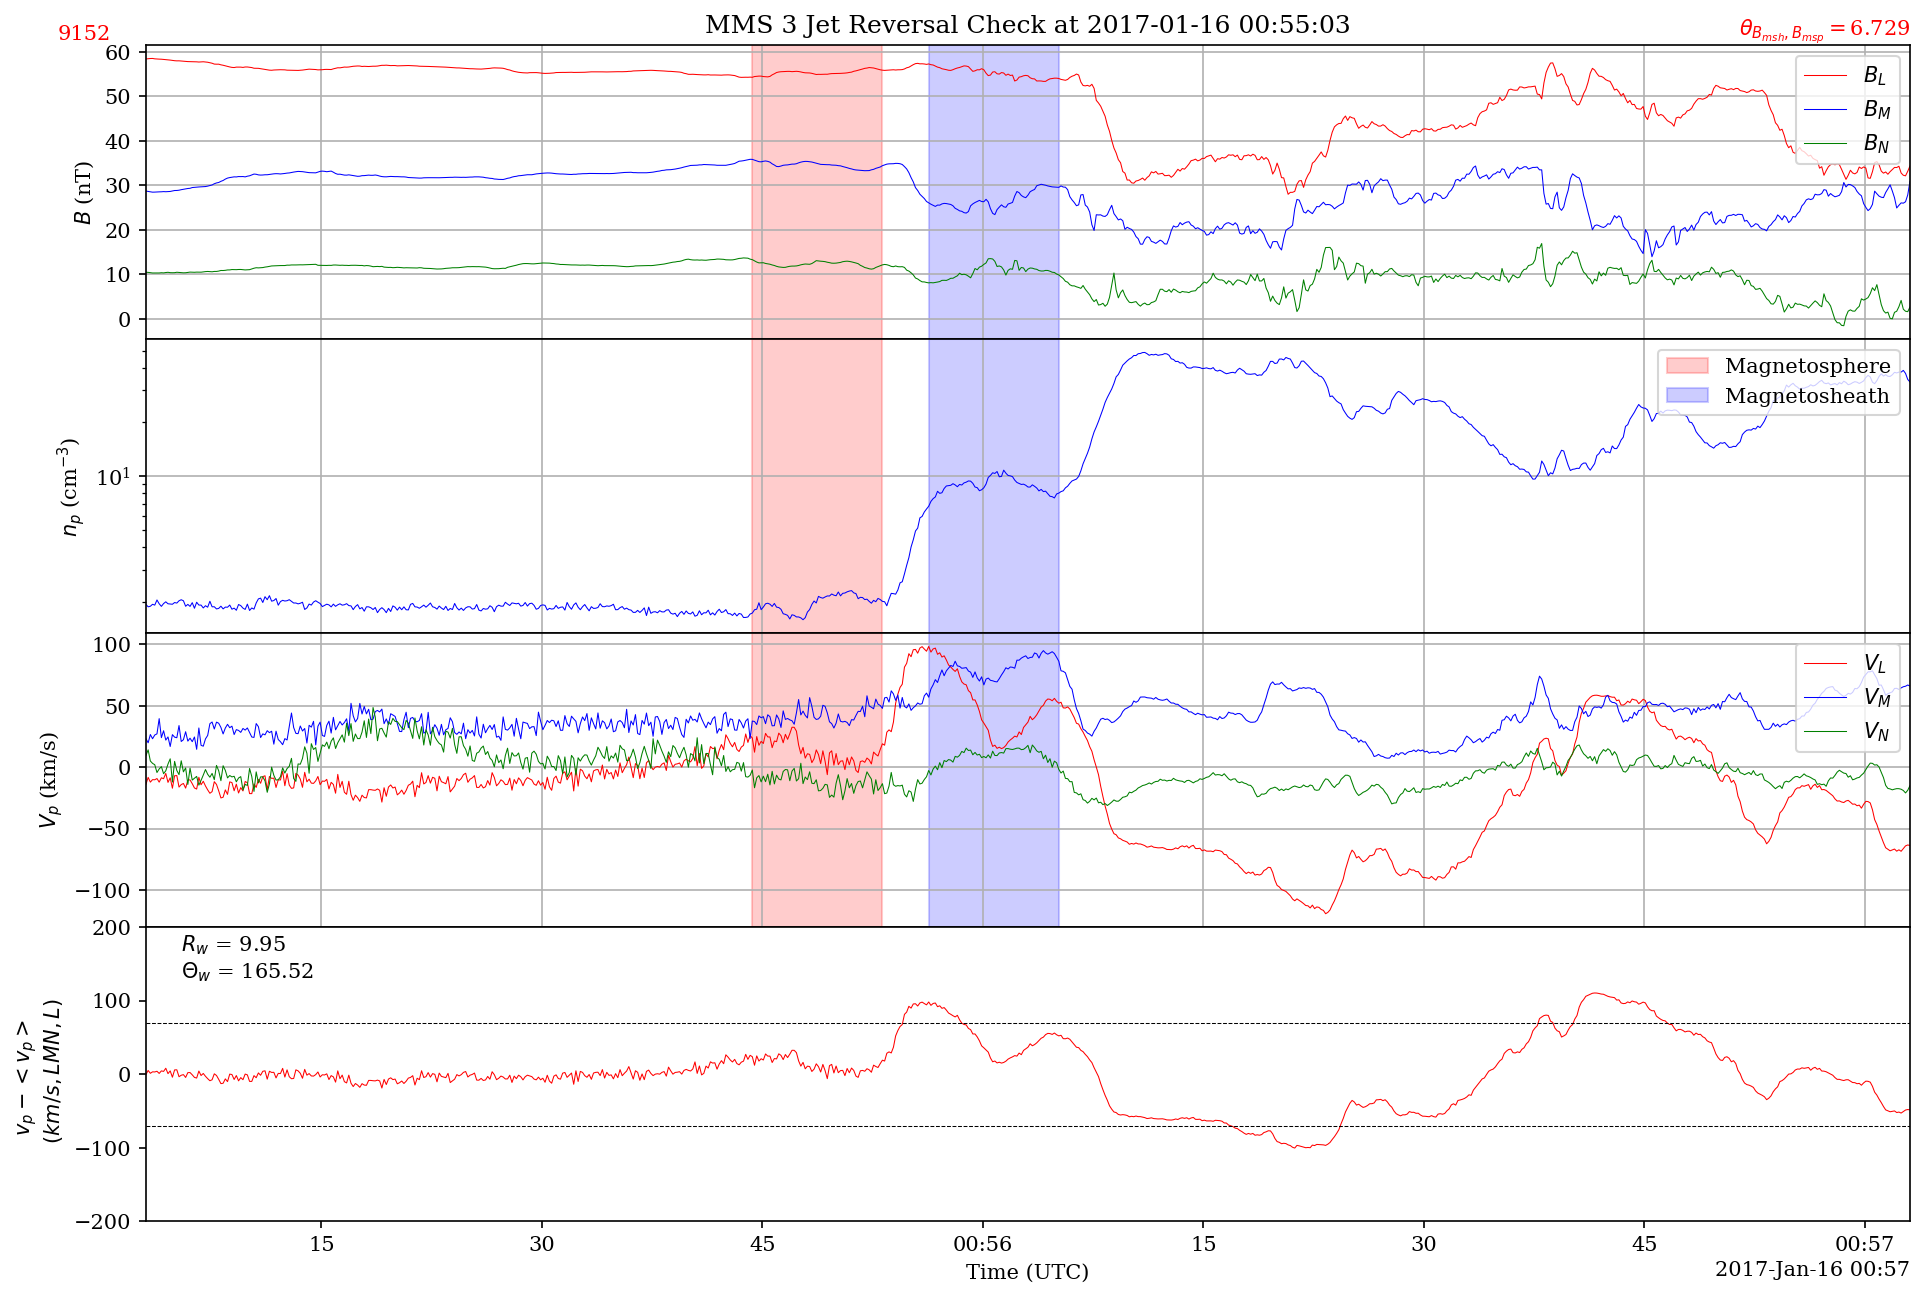 MMS 3 Jet Reversal Check at 2017-01-16 00:55:03
9152
θ_{B_{msh}, B_{msp}} = 6.729
60
50
40
30
20
10
0
B (nT)
B_L
B_M
B_N
10^1
n_p (cm^{-3})
Magnetosphere
Magnetosheath
100
50
0
−50
−100
V_p (km/s)
V_L
V_M
V_N
200
100
0
−100
−200
v_p − < v_p >
(km/s, LMN, L)
R_w = 9.95
Θ_w = 165.52
15 30 45 00:56 15 30 45 00:57
Time (UTC)
2017-Jan-16 00:57